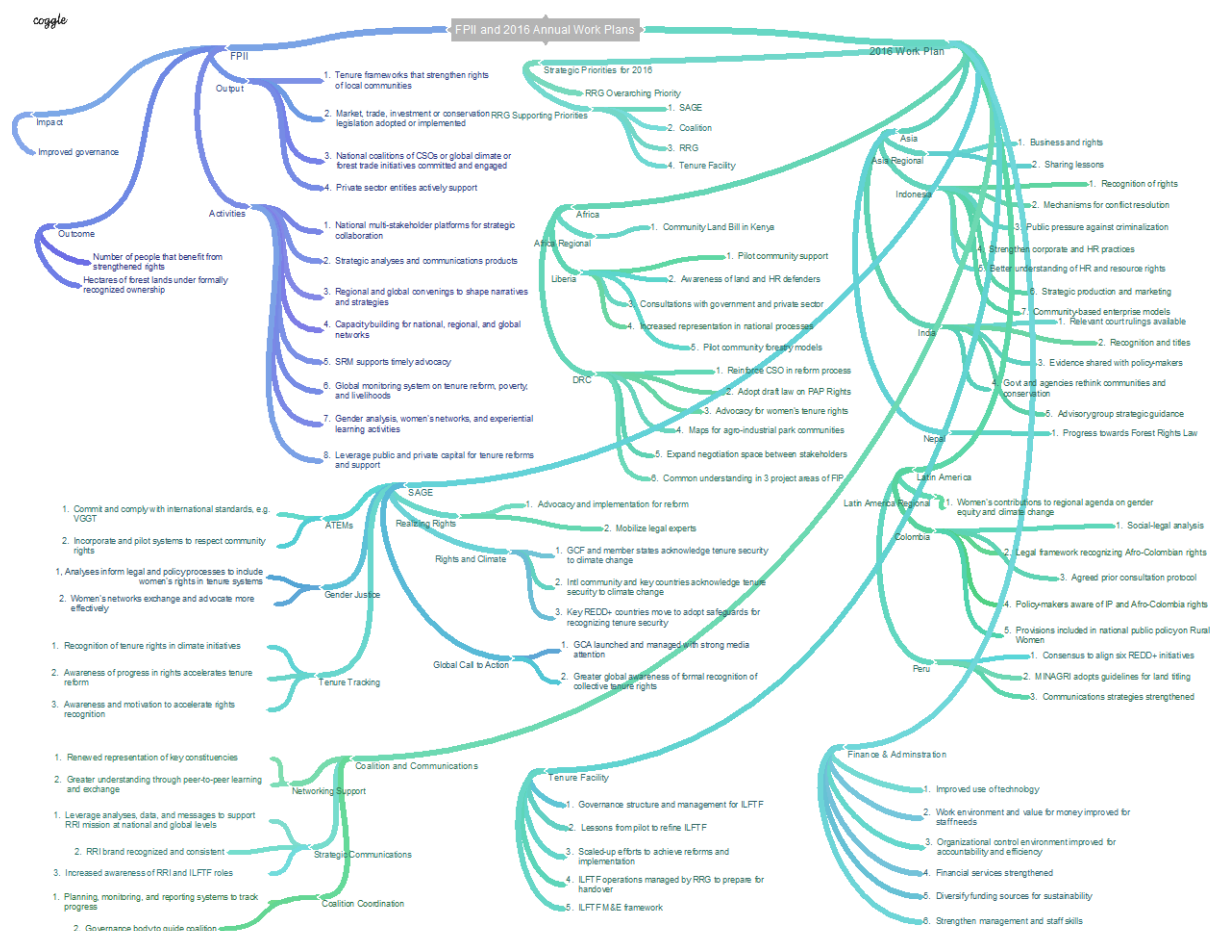 coggle
FPII and 2016 Annual Work Plans
FPII
Impact
Improved governance
Outcome
Number of people that benefit from
strengthened rights
Hectares of forest lands under formally
recognized ownership
Output
1. Tenure frameworks that strengthen rights
of local communities
2. Market, trade, investment or conservation
legislation adopted or implemented
3. National coalitions of CSOs or global climate or
forest trade initiatives committed and engaged
4. Private sector entities actively support
Activities
1. National multi-stakeholder platforms for strategic
collaboration
2. Strategic analyses and communications products
3. Regional and global convenings to shape narratives
and strategies
4. Capacity building for national, regional, and global
networks
5. SRM supports timely advocacy
6. Global monitoring system on tenure reform, poverty,
and livelihoods
7. Gender analysis, women's networks, and experiential
learning activities
8. Leverage public and private capital for tenure reforms
and support
2016 Work Plan
Strategic Priorities for 2016
RRG Overarching Priority
RRG Supporting Priorities
1. SAGE
2. Coalition
3. RRG
4. Tenure Facility
Africa
Africa Regional
1. Community Land Bill in Kenya
Liberia
1. Pilot community support
2. Awareness of land and HR defenders
3. Consultations with government and private sector
4. Increased representation in national processes
5. Pilot community forestry models
DRC
1. Reinforce CSO in reform process
2. Adopt draft law on PAP Rights
3. Advocacy for women's tenure rights
4. Maps for agro-industrial park communities
5. Expand negotiation space between stakeholders
6. Common understanding in 3 project areas of FIP
Asia
Asia Regional
1. Business and rights
2. Sharing lessons
Indonesia
1. Recognition of rights
2. Mechanisms for conflict resolution
3. Public pressure against criminalization
4. Strengthen corporate and HR practices
5. Better understanding of HR and resource rights
6. Strategic production and marketing
7. Community-based enterprise models
India
1. Relevant court rulings available
2. Recognition and titles
3. Evidence shared with policy-makers
4. Govt and agencies rethink communities and
conservation
5. Advisory group strategic guidance
Nepal
1. Progress towards Forest Rights Law
Latin America
Latin America Regional
1. Women's contributions to regional agenda on gender
equity and climate change
Colombia
1. Social-legal analysis
2. Legal framework recognizing Afro-Colombian rights
3. Agreed prior consultation protocol
4. Policy-makers aware of IP and Afro-Colombia rights
5. Provisions included in national public policy on Rural
Women
Peru
1. Consensus to align six REDD+ initiatives
2. MINAGRI adopts guidelines for land titling
3. Communications strategies strengthened
SAGE
ATEMs
1. Commit and comply with international standards, e.g.
VGGT
2. Incorporate and pilot systems to respect community
rights
Gender Justice
1. Analyses inform legal and policy processes to include
women's rights in tenure systems
2. Women's networks exchange and advocate more
effectively
Tenure Tracking
1. Recognition of tenure rights in climate initiatives
2. Awareness of progress in rights accelerates tenure
reform
3. Awareness and motivation to accelerate rights
recognition
Realizing Rights
1. Advocacy and implementation for reform
2. Mobilize legal experts
Rights and Climate
1. GCF and member states acknowledge tenure security
to climate change
2. Intl community and key countries acknowledge tenure
security to climate change
3. Key REDD+ countries move to adopt safeguards for
recognizing tenure security
Global Call to Action
1. GCA launched and managed with strong media
attention
2. Greater global awareness of formal recognition of
collective tenure rights
Coalition and Communications
Networking Support
1. Renewed representation of key constituencies
2. Greater understanding through peer-to-peer learning
and exchange
Strategic Communications
1. Leverage analyses, data, and messages to support
RRI mission at national and global levels
2. RRI brand recognized and consistent
3. Increased awareness of RRI and ILFTF roles
Coalition Coordination
1. Planning, monitoring, and reporting systems to track
progress
2. Governance body to guide coalition
Tenure Facility
1. Governance structure and management for ILFTF
2. Lessons from pilot to refine ILFTF
3. Scaled-up efforts to achieve reforms and
implementation
4. ILFTF operations managed by RRG to prepare for
handover
5. ILFTF M&E framework
Finance & Adminstration
1. Improved use of technology
2. Work environment and value for money improved for
staff needs
3. Organizational control environment improved for
accountability and efficiency
4. Financial services strengthened
5. Diversify funding sources for sustainability
6. Strengthen management and staff skills